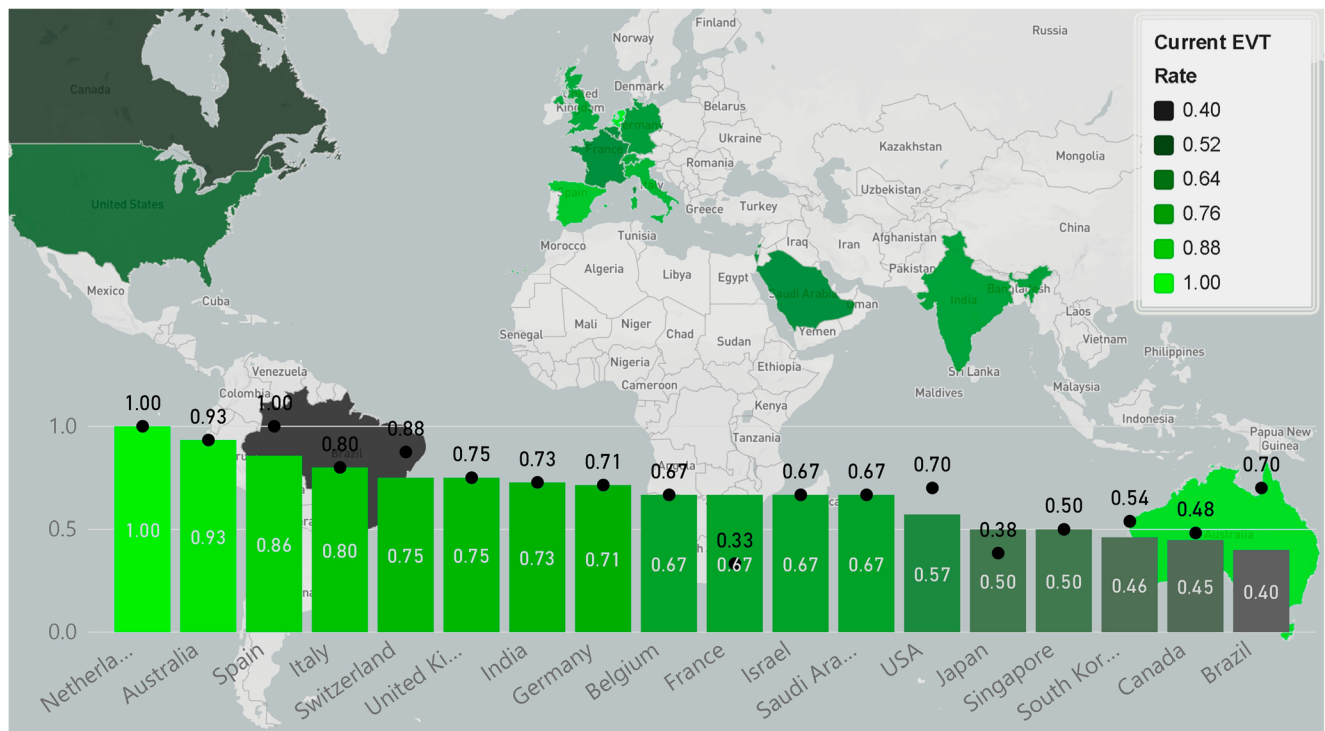 Current EVT
Rate
0.40
0.52
0.64
0.76
0.88
1.00
Finland
Norway
Russia
Canada
Denmark
United
Kingdom
Belarus
Germany
Ukraine
France
Kazakhstan
Romania
Mongolia
Italy
Spain
Uzbekistan
United States
Greece
Turkey
China
Tunisia
Morocco
Iraq
Iran
Afghanistan
Algeria
Libya
Egypt
Pakistan
Mexico
Saudi Arabia
Bangladesh
Cuba
India
Oman
Laos
Mali
Niger
Chad
Yemen
Senegal
Sudan
Vietnam
Philippines
Nigeria
Ethiopia
Venezuela
Sri Lanka
Cameroon
Malaysia
Colombia
Maldives
Kenya
Indonesia
Tanzania
Papua New
Guinea
Brazil
Angola
Australia
1.0
0.5
0.0
1.00 0.93 1.00 0.80 0.88 0.75 0.73 0.71 0.67 0.33 0.67 0.67 0.70 0.38 0.50 0.54 0.48 0.70
1.00 0.93 0.86 0.80 0.75 0.75 0.73 0.71 0.67 0.67 0.67 0.67 0.57 0.50 0.50 0.46 0.45 0.40
Netherla... Australia Spain Italy Switzerland United Ki... India Germany Belgium France Israel Saudi Ara... USA Japan Singapore South Kor... Canada Brazil